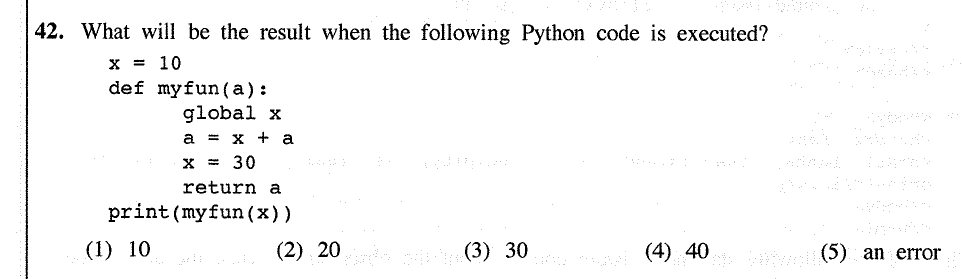 42. What will be the result when the following Python code is executed?
x = 10
def myfun(a):
global x
a = x + a
x = 30
return a
print(myfun(x))
(1) 10 (2) 20 (3) 30 (4) 40 (5) an error